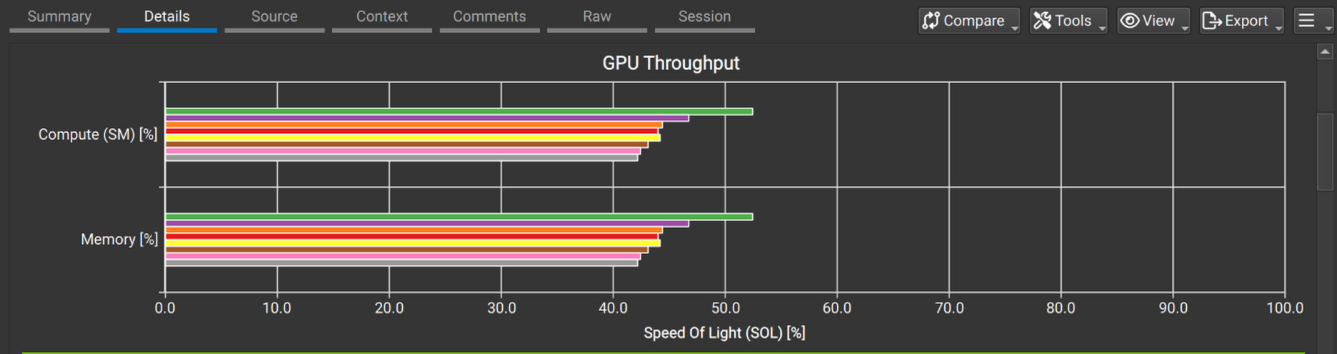 Summary Details Source Context Comments Raw Session Compare Tools View Export
GPU Throughput
Compute (SM) [%]
Memory [%]
0.0 10.0 20.0 30.0 40.0 50.0 60.0 70.0 80.0 90.0 100.0
Speed Of Light (SOL) [%]